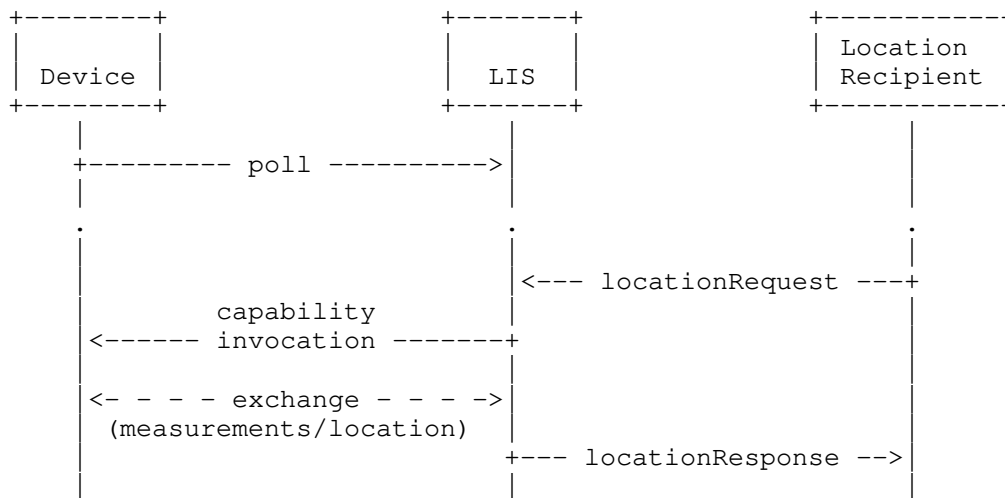 Location
Device LIS Recipient
poll
locationRequest
capability
invocation
exchange
(measurements/location)
locationResponse